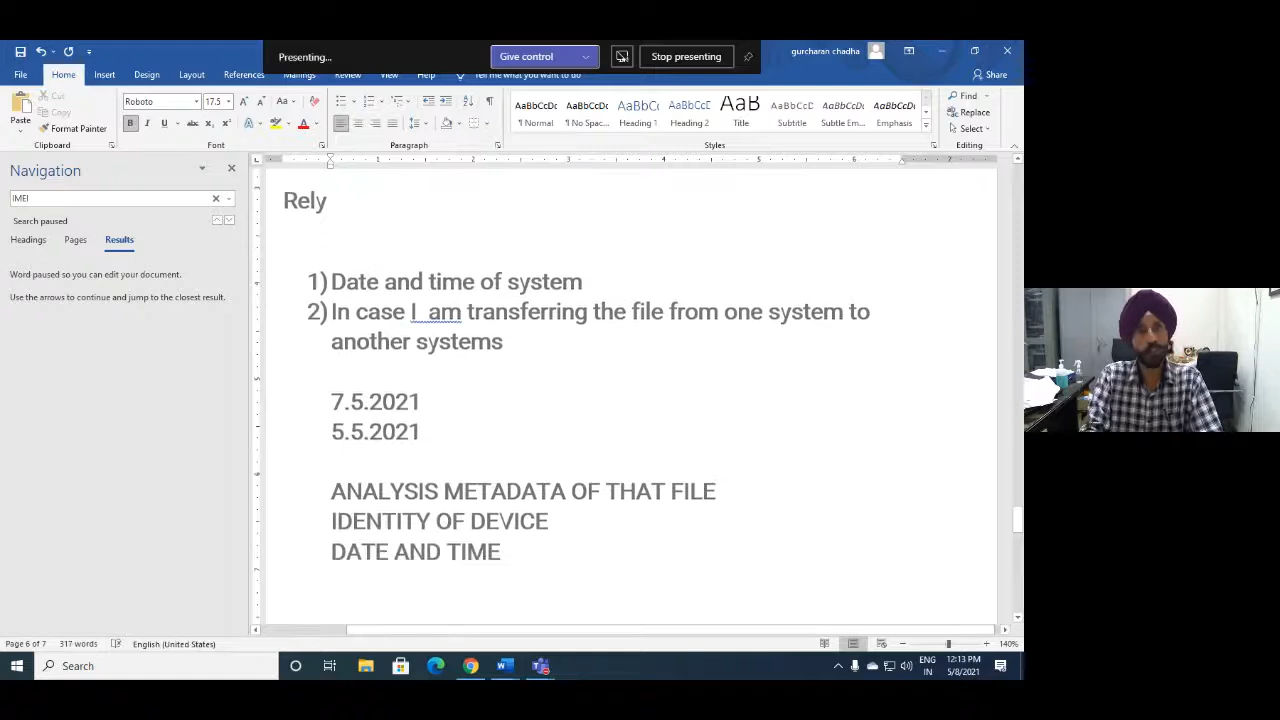 Presenting...
Give control
Stop presenting
gurcharan chadha
File
Home
Insert
Design
Layout
References
Mailings
Review
View
Help
Tell me what you want to do
Share
Paste
Cut
Copy
Format Painter
Clipboard
Roboto
17.5
Font
Paragraph
AaBbCcDc
¶ Normal
AaBbCcDc
¶ No Spac...
AaBbCc
Heading 1
AaBbCcD
Heading 2
AaB
Title
AaBbCcD
Subtitle
AaBbCcDt
Subtle Em...
AaBbCcDt
Emphasis
Styles
Find
Replace
Select
Editing
Navigation
IMEI
Search paused
Headings
Pages
Results
Word paused so you can edit your document.
Use the arrows to continue and jump to the closest result.
Rely
1) Date and time of system
2) In case I am transferring the file from one system to
another systems
7.5.2021
5.5.2021
ANALYSIS METADATA OF THAT FILE
IDENTITY OF DEVICE
DATE AND TIME
Page 6 of 7
317 words
English (United States)
140%
Search
ENG
IN
12:13 PM
5/8/2021